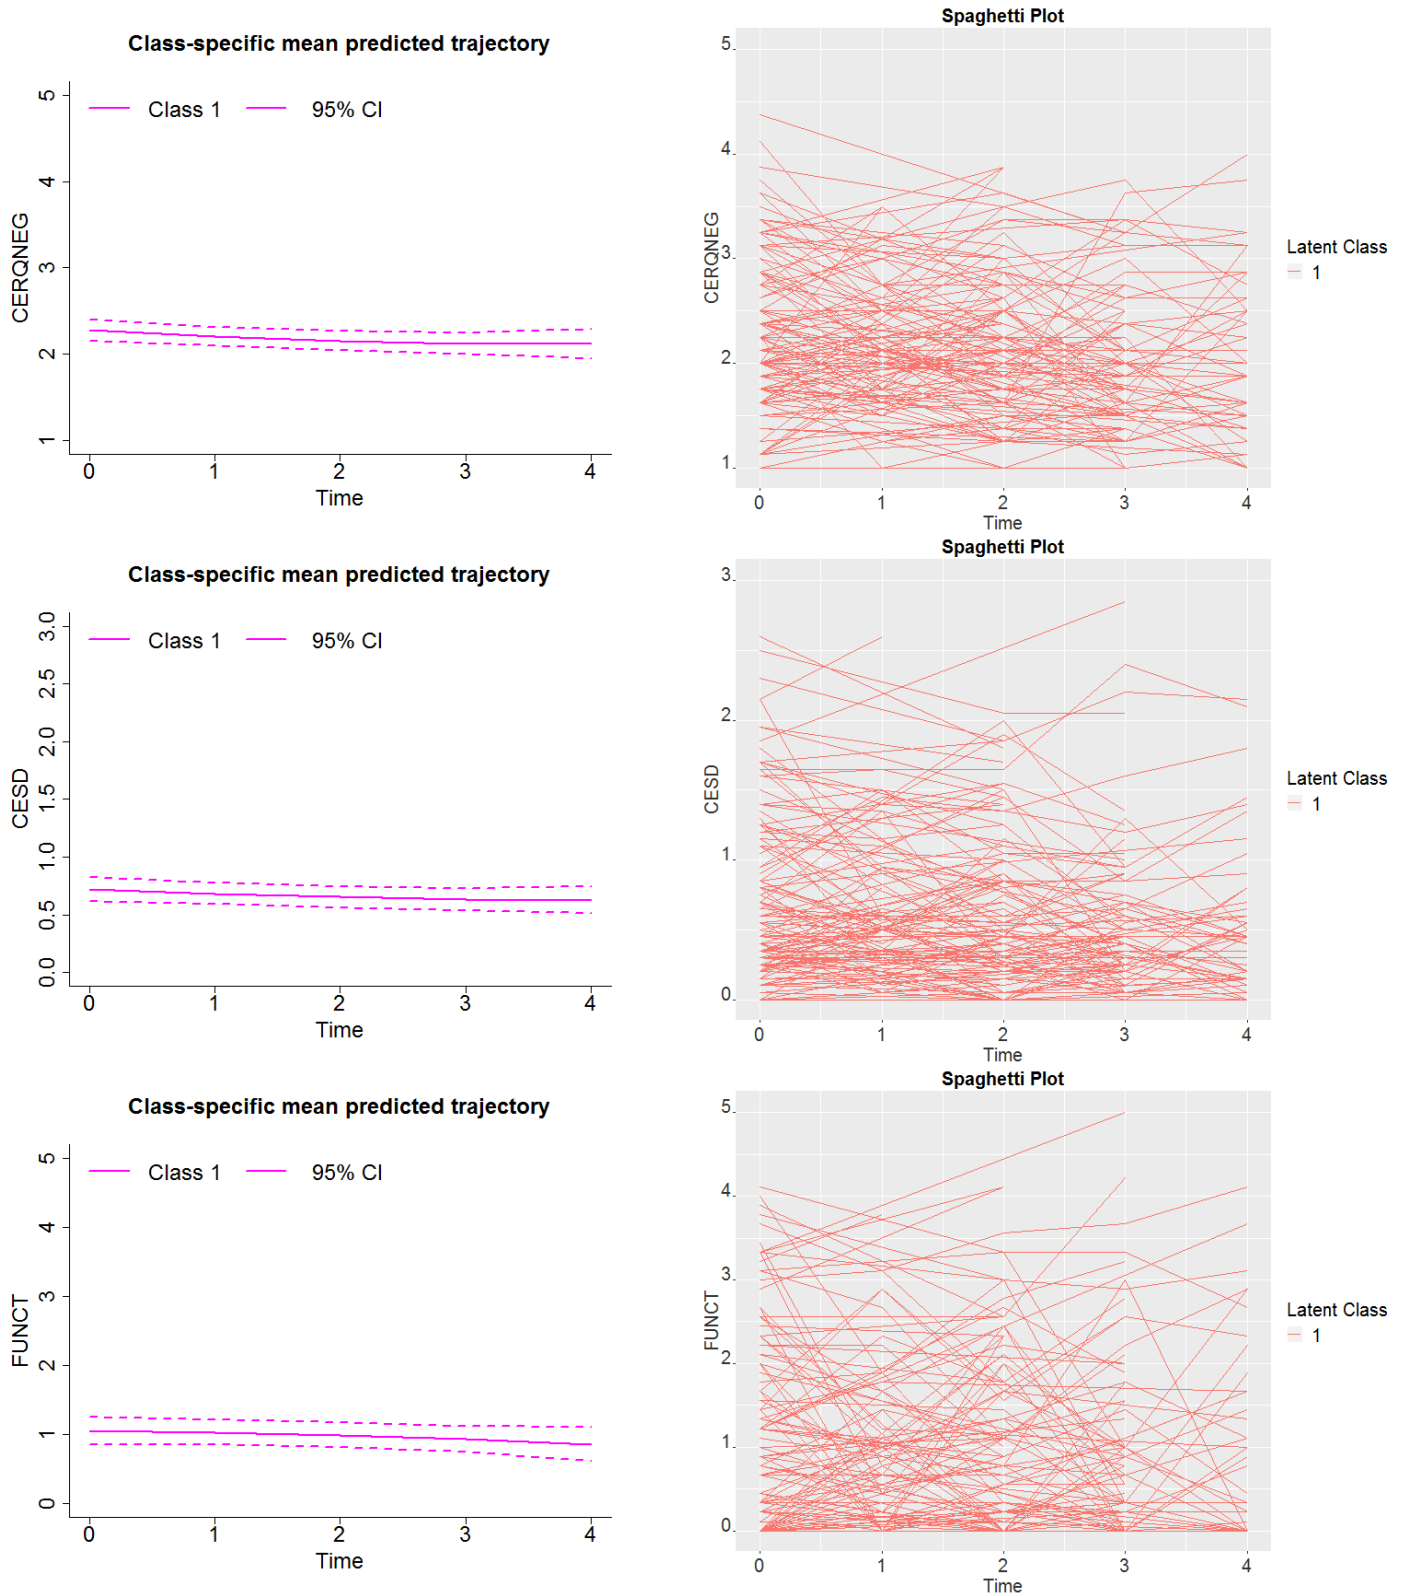 Class-specific mean predicted trajectory
Class 1 95% CI
5
4
3
2
1
CERQNEG
0 1 2 3 4
Time
Spaghetti Plot
5
4
3
2
1
CERQNEG
0 1 2 3 4
Time
Latent Class
1
Class-specific mean predicted trajectory
Class 1 95% CI
3.0
2.5
2.0
1.5
1.0
0.5
0.0
CESD
0 1 2 3 4
Time
Spaghetti Plot
3
2
1
0
CESD
0 1 2 3 4
Time
Latent Class
1
Class-specific mean predicted trajectory
Class 1 95% CI
5
4
3
2
1
0
FUNCT
0 1 2 3 4
Time
Spaghetti Plot
5
4
3
2
1
0
FUNCT
0 1 2 3 4
Time
Latent Class
1